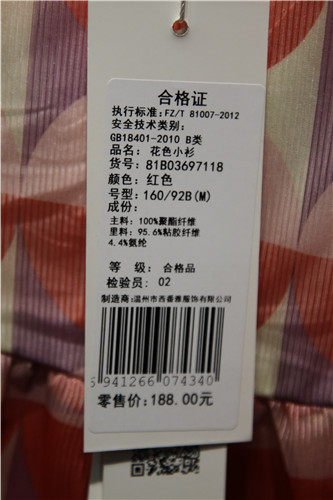 合格证
执行标准:FZ/T 81007-2012
安全技术类别:
GB18401-2010 B类
品名: 花色小衫
货号: 81B03697118
颜色: 红色
号型: 160/92B(M)
成份:
主料: 100%聚酯纤维
里料: 95.6%粘胶纤维
4.4%氨纶
等 级: 合格品
检验员: 02
制造商:温州市西番雅服饰有限公司
941266 074340
零售价: 188.00元